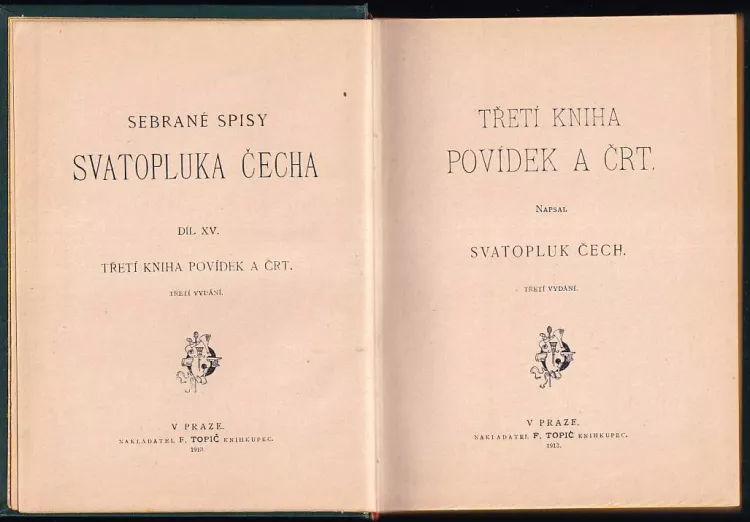 SEBRANÉ SPISY
SVATOPLUKA ČECHA
DÍL XV.
TŘETÍ KNIHA POVÍDEK A ČRT.
TŘETÍ VYDÁNÍ.
V PRAZE.
NAKLADATEL F. TOPIČ KNIHKUPEC.
1913.
TŘETÍ KNIHA
POVÍDEK A ČRT.
NAPSAL
SVATOPLUK ČECH.
TŘETÍ VYDÁNÍ.
V PRAZE.
NAKLADATEL F. TOPIČ KNIHKUPEC.
1913.